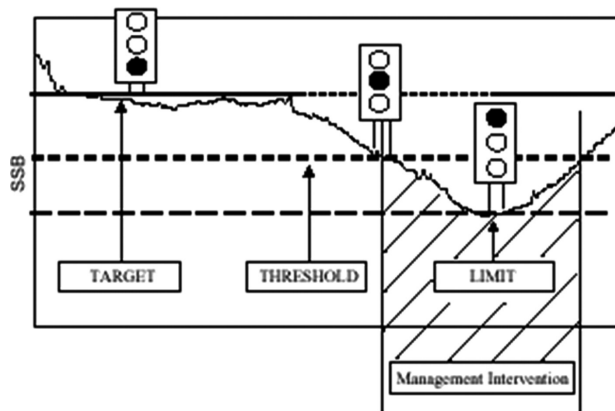 SSB
TARGET
THRESHOLD
LIMIT
Management Intervention